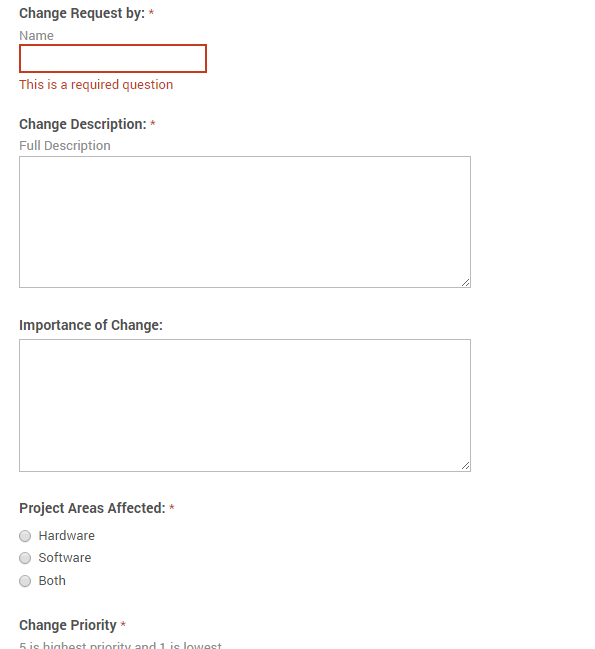 Change Request by: *
Name
This is a required question
Change Description: *
Full Description
Importance of Change:
Project Areas Affected: *
Hardware
Software
Both
Change Priority *
5 is highest priority and 1 is lowest